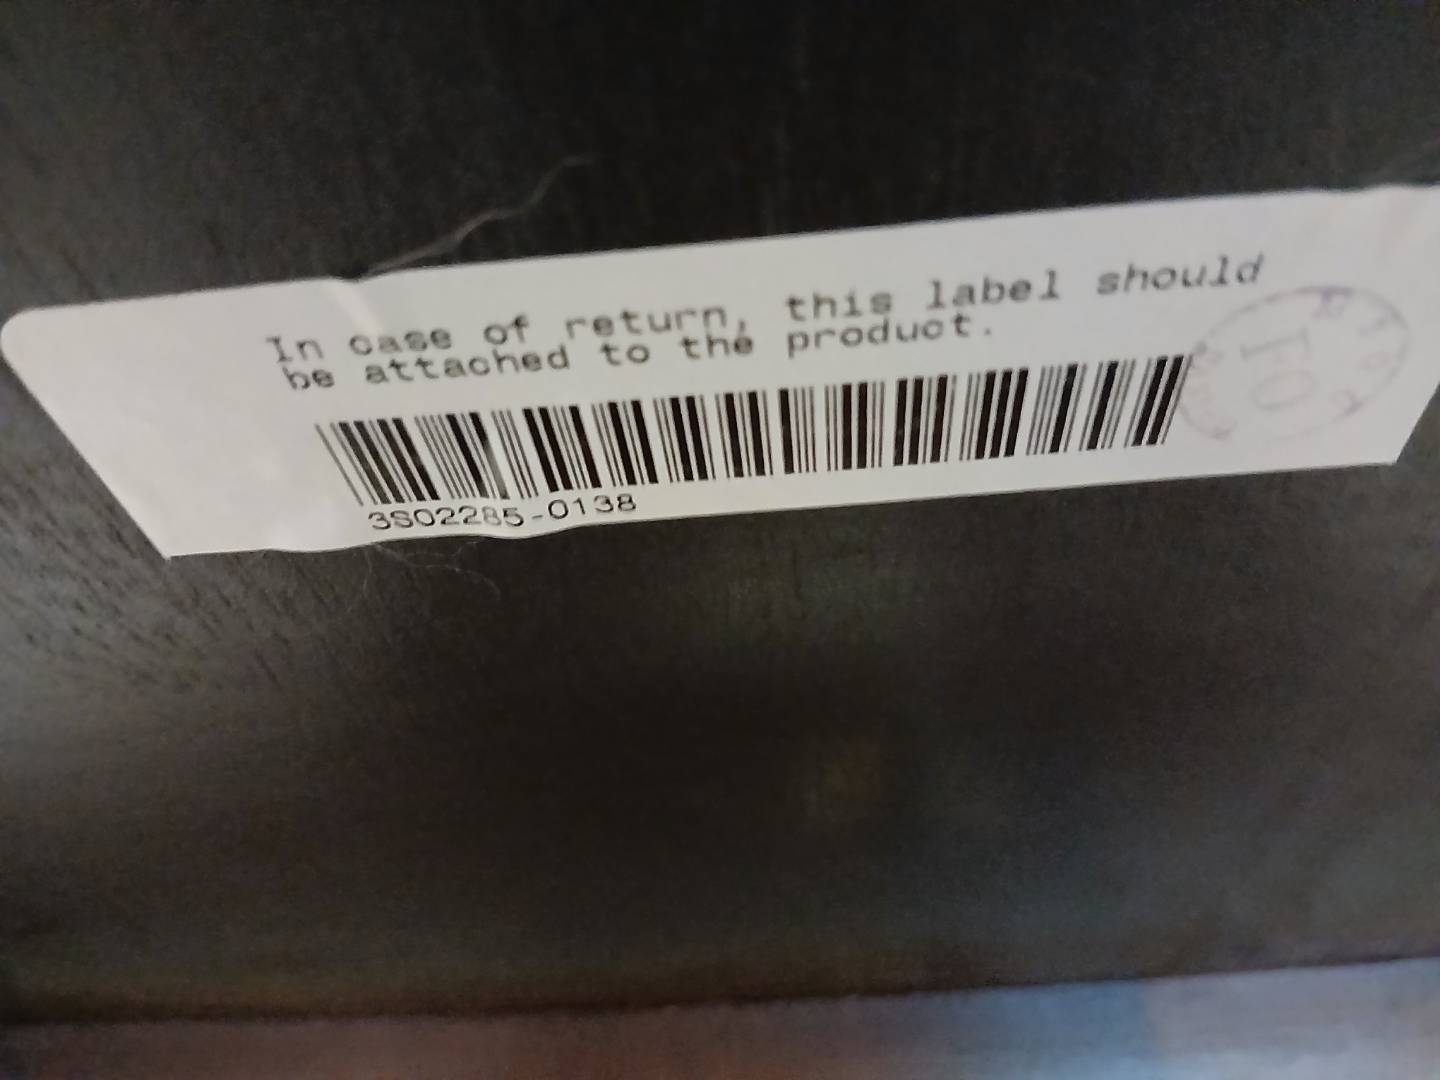 In case of return, this label should
be attached to the product.
3S02285-0138